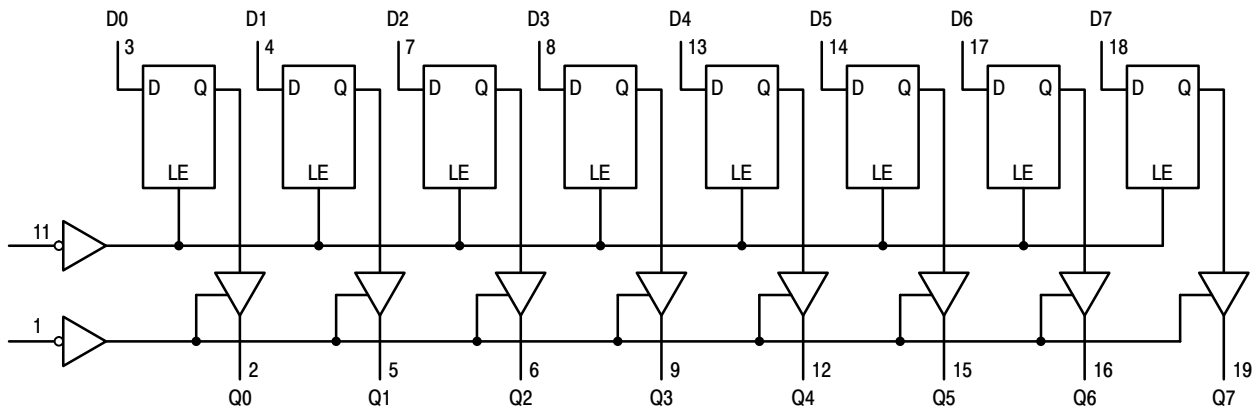 D0 D1 D2 D3 D4 D5 D6 D7
3 4 7 8 13 14 17 18
D Q D Q D Q D Q D Q D Q D Q D Q
LE LE LE LE LE LE LE LE
11
1
2 5 6 9 12 15 16 19
Q0 Q1 Q2 Q3 Q4 Q5 Q6 Q7